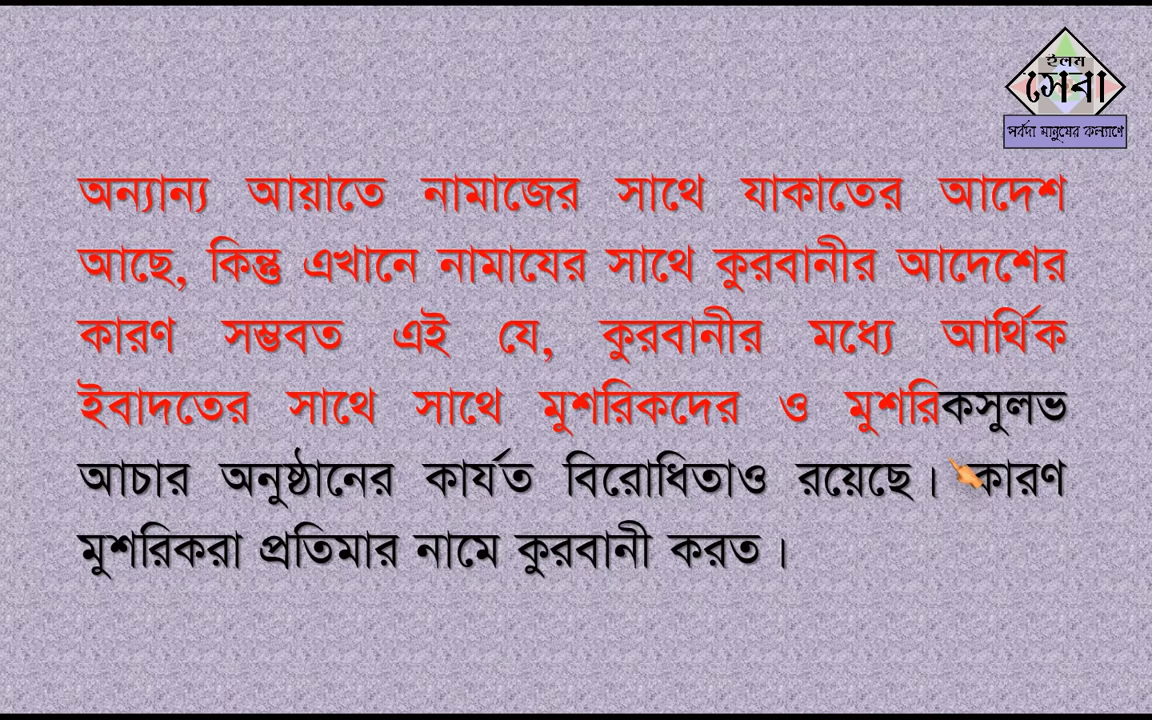 ইলম
সেবা
সর্বদা মানুষের কল্যাণে
অন্যান্য আয়াতে নামাজের সাথে যাকাতের আদেশ
আছে, কিন্তু এখানে নামাযের সাথে কুরবানীর আদেশের
কারণ সম্ভবত এই যে, কুরবানীর মধ্যে আর্থিক
ইবাদতের সাথে সাথে মুশরিকদের ও মুশরিকসুলভ
আচার অনুষ্ঠানের কার্যত বিরোধিতাও রয়েছে। কারণ
মুশরিকরা প্রতিমার নামে কুরবানী করত।